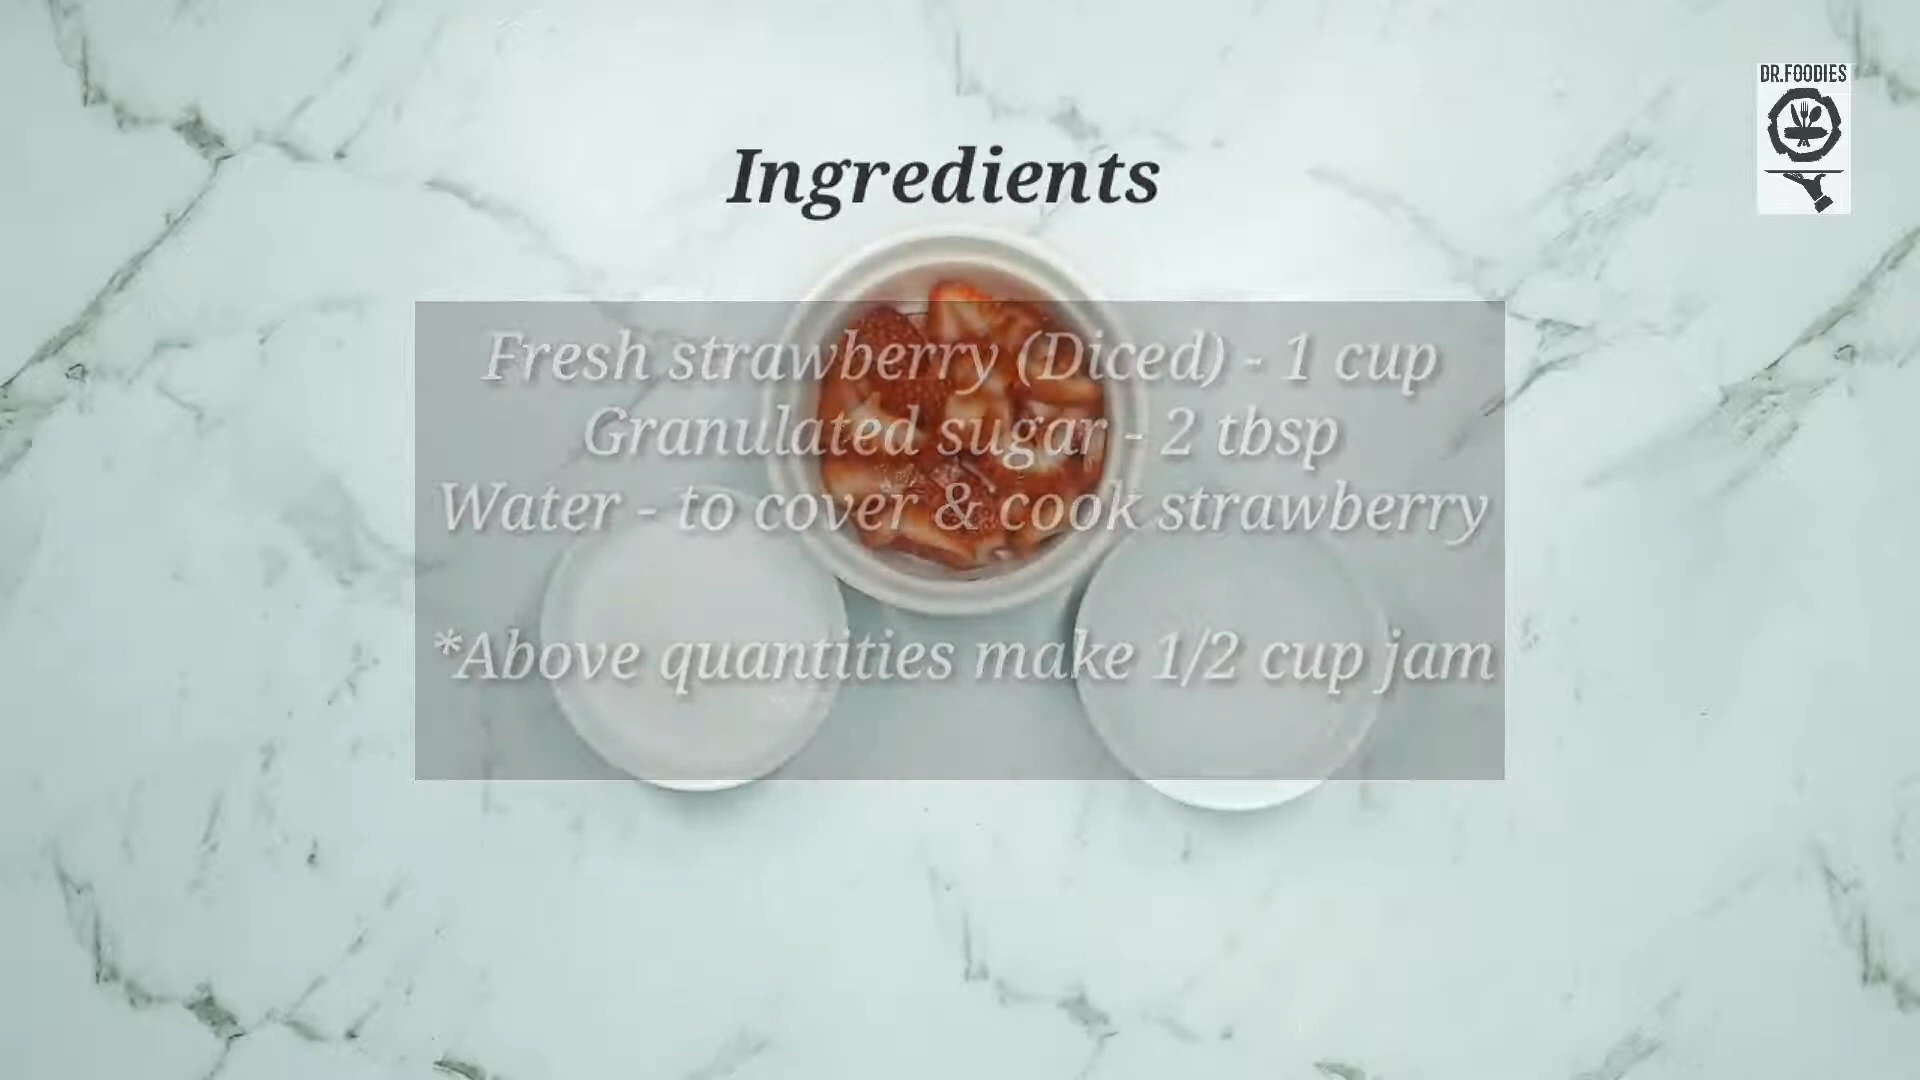 DR.FOODIES
Ingredients
Fresh strawberry (Diced) - 1 cup
Granulated sugar - 2 tbsp
Water - to cover & cook strawberry
*Above quantities make 1/2 cup jam